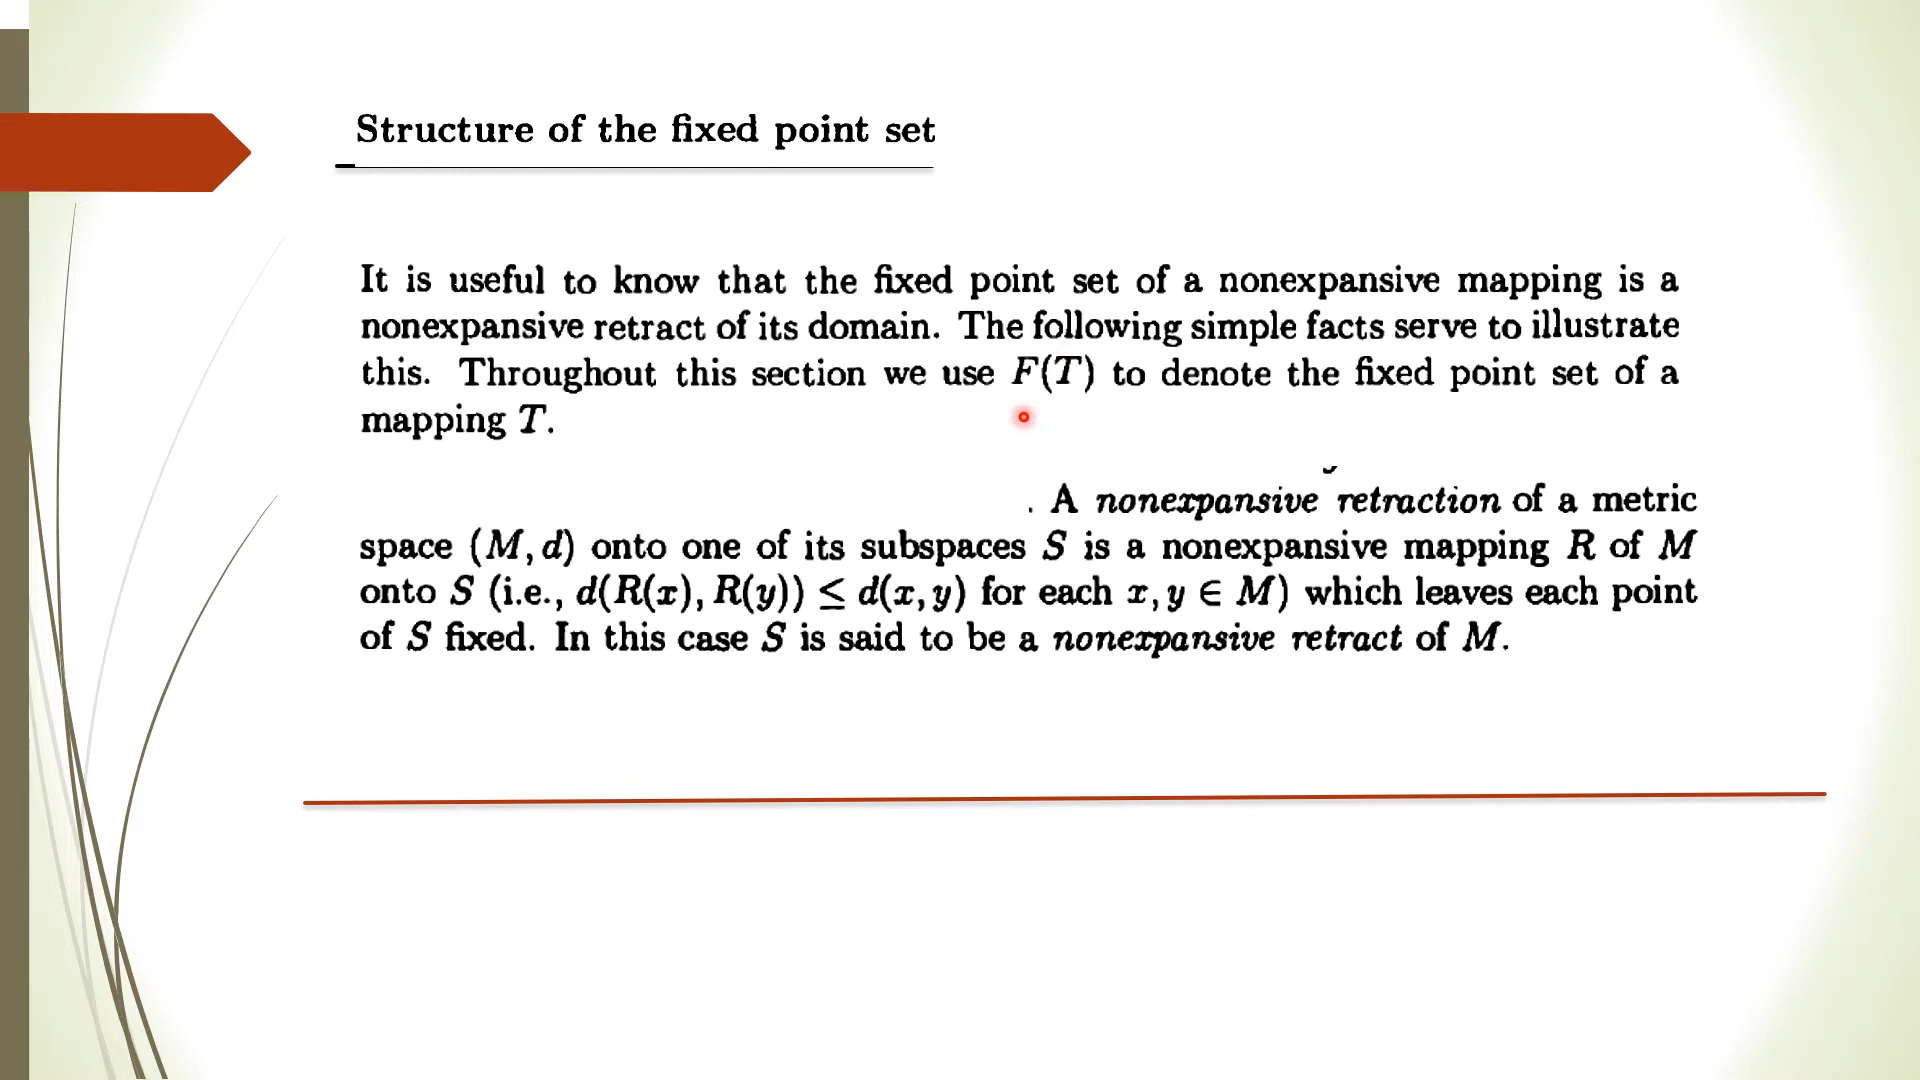 Structure of the fixed point set
It is useful to know that the fixed point set of a nonexpansive mapping is a
nonexpansive retract of its domain. The following simple facts serve to illustrate
this. Throughout this section we use F(T) to denote the fixed point set of a
mapping T.
. A nonexpansive retraction of a metric
space (M, d) onto one of its subspaces S is a nonexpansive mapping R of M
onto S (i.e., d(R(x), R(y)) ≤ d(x, y) for each x, y ∈ M) which leaves each point
of S fixed. In this case S is said to be a nonexpansive retract of M.